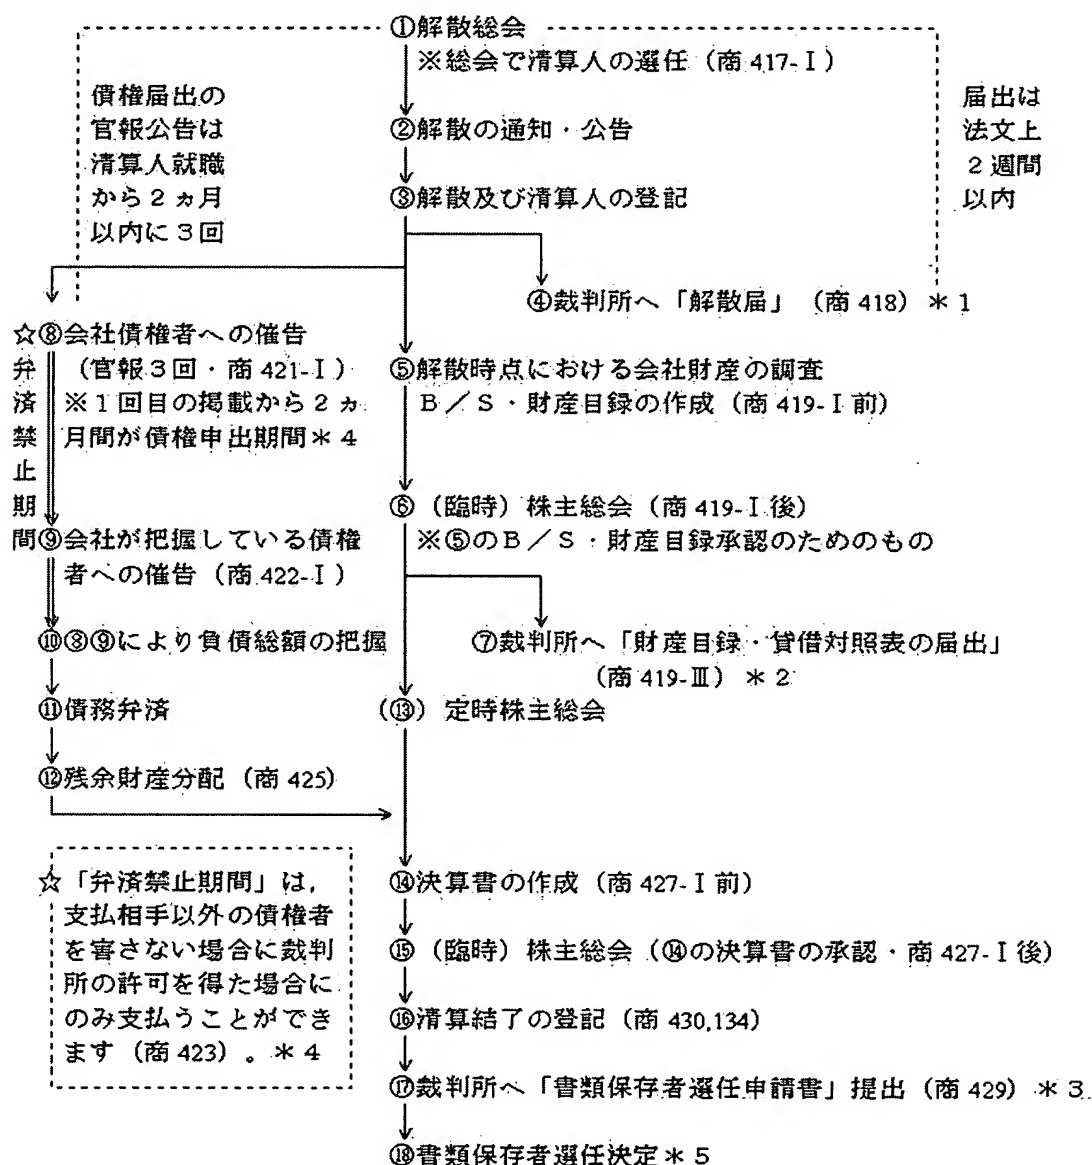 ①解散総会
※総会で清算人の選任（商417-Ⅰ）
債権届出の
官報公告は
清算人就職
から２ヵ月
以内に３回
届出は
法文上
２週間
以内
②解散の通知・公告
③解散及び清算人の登記
④裁判所へ「解散届」（商418）＊１
☆⑧会社債権者への催告
（官報３回・商421-Ⅰ）
※１回目の掲載から２ヵ
月間が債権申出期間＊４
弁済禁止期間
⑤解散時点における会社財産の調査
Ｂ／Ｓ・財産目録の作成（商419-Ⅰ前）
⑥（臨時）株主総会（商419-Ⅰ後）
※⑤のＢ／Ｓ・財産目録承認のためのもの
⑨会社が把握している債権
者への催告（商422-Ⅰ）
⑦裁判所へ「財産目録・貸借対照表の届出」
（商419-Ⅲ）＊２
⑩⑧⑨により負債総額の把握
⑪債務弁済
(⑬）定時株主総会
⑫残余財産分配（商425）
☆「弁済禁止期間」は，
支払相手以外の債権者
を害さない場合に裁判
所の許可を得た場合に
のみ支払うことができ
ます（商423）。＊４
⑭決算書の作成（商427-Ⅰ前）
⑮（臨時）株主総会（⑭の決算書の承認・商427-Ⅰ後）
⑯清算結了の登記（商430,134）
⑰裁判所へ「書類保存者選任申請書」提出（商429）＊３
⑱書類保存者選任決定＊５